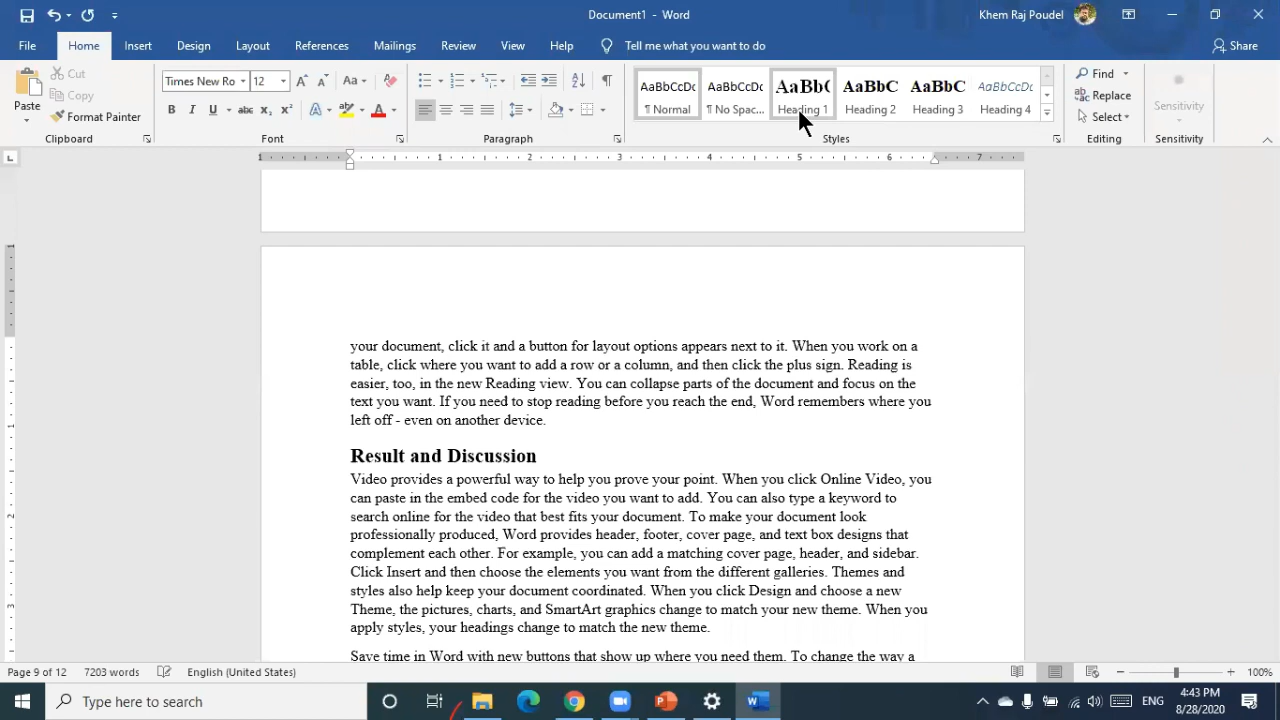 Document1 - Word
Khem Raj Poudel
File Home Insert Design Layout References Mailings Review View Help Tell me what you want to do Share
Paste
Cut
Copy
Format Painter
Times New Ro 12
AaBbCcDc ¶ Normal
AaBbCcDc ¶ No Spac...
AaBb( Heading 1
AaBbC Heading 2
AaBbC Heading 3
AaBbCcDc Heading 4
Find
Replace
Select
Sensitivity
Clipboard Font Paragraph Styles Editing Sensitivity
1 1 2 3 4 5 6 7
your document, click it and a button for layout options appears next to it. When you work on a
table, click where you want to add a row or a column, and then click the plus sign. Reading is
easier, too, in the new Reading view. You can collapse parts of the document and focus on the
text you want. If you need to stop reading before you reach the end, Word remembers where you
left off - even on another device.
Result and Discussion
Video provides a powerful way to help you prove your point. When you click Online Video, you
can paste in the embed code for the video you want to add. You can also type a keyword to
search online for the video that best fits your document. To make your document look
professionally produced, Word provides header, footer, cover page, and text box designs that
complement each other. For example, you can add a matching cover page, header, and sidebar.
Click Insert and then choose the elements you want from the different galleries. Themes and
styles also help keep your document coordinated. When you click Design and choose a new
Theme, the pictures, charts, and SmartArt graphics change to match your new theme. When you
apply styles, your headings change to match the new theme.
Save time in Word with new buttons that show up where you need them. To change the way a
Page 9 of 12 7203 words English (United States) 100%
Type here to search
ENG
4:43 PM
8/28/2020